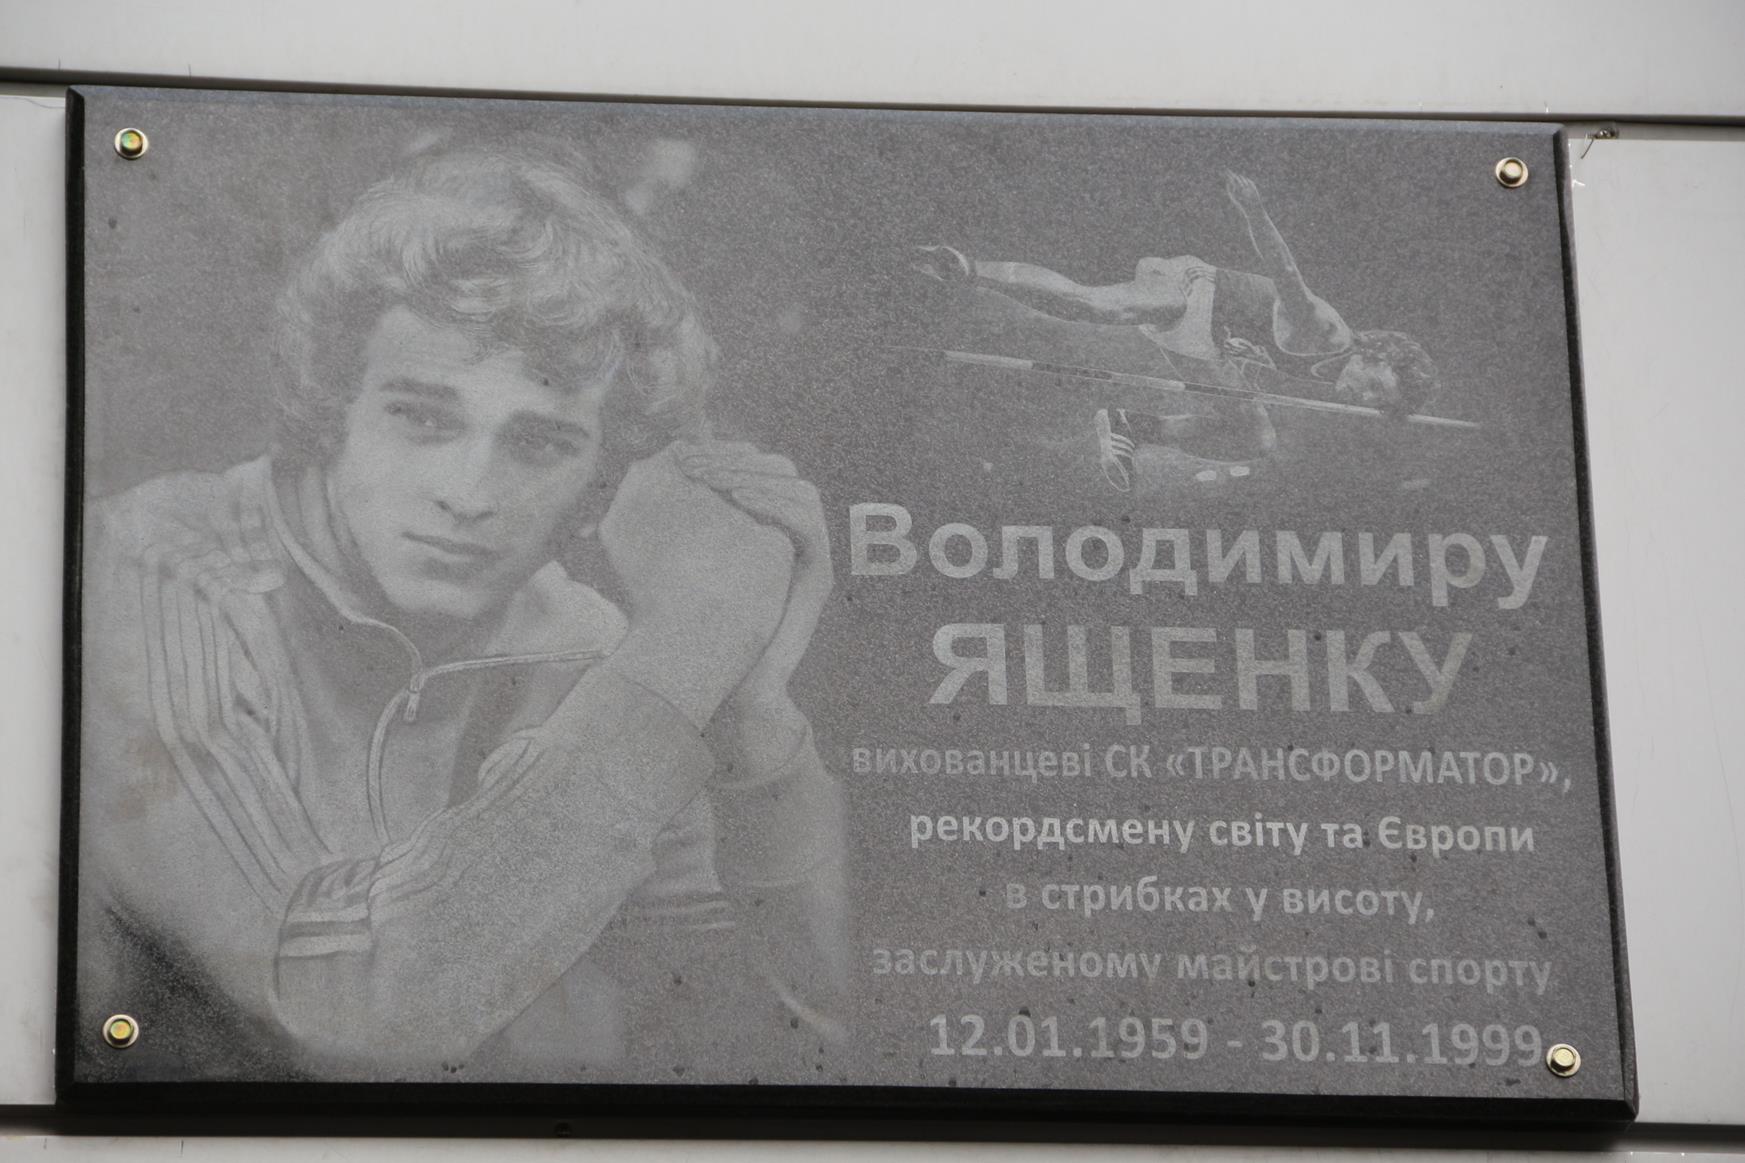 Володимиру
ЯЩЕНКУ
вихованцеві СК «ТРАНСФОРМАТОР»,
рекордсмену світу та Європи
в стрибках у висоту,
заслуженому майстрові спорту
12.01.1959 - 30.11.1999